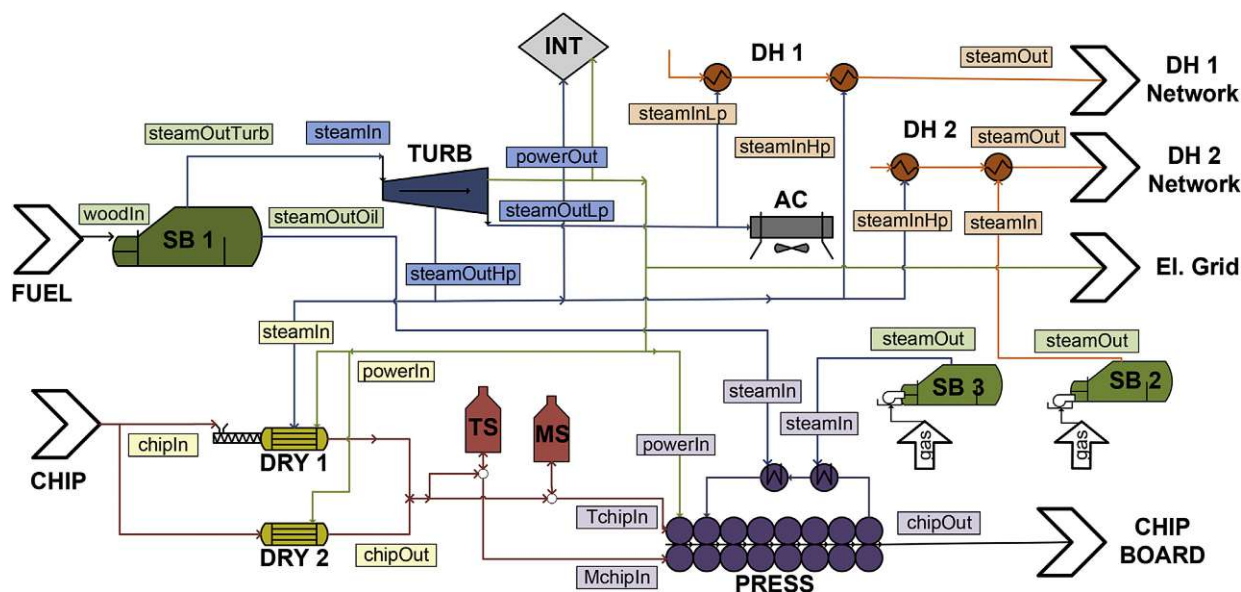 INT
DH 1
steamOut
DH 1
Network
steamInLp
steamOutTurb
steamIn
TURB
powerOut
steamInHp
DH 2
steamOut
DH 2
Network
woodIn
SB 1
steamOutOil
steamOutLp
AC
steamInHp
steamIn
FUEL
steamOutHp
El. Grid
steamIn
powerIn
steamOut
steamOut
SB 3
SB 2
steamIn
gas
gas
CHIP
chipIn
DRY 1
TS
MS
powerIn
steamIn
DRY 2
chipOut
TchipIn
MchipIn
PRESS
chipOut
CHIP
BOARD